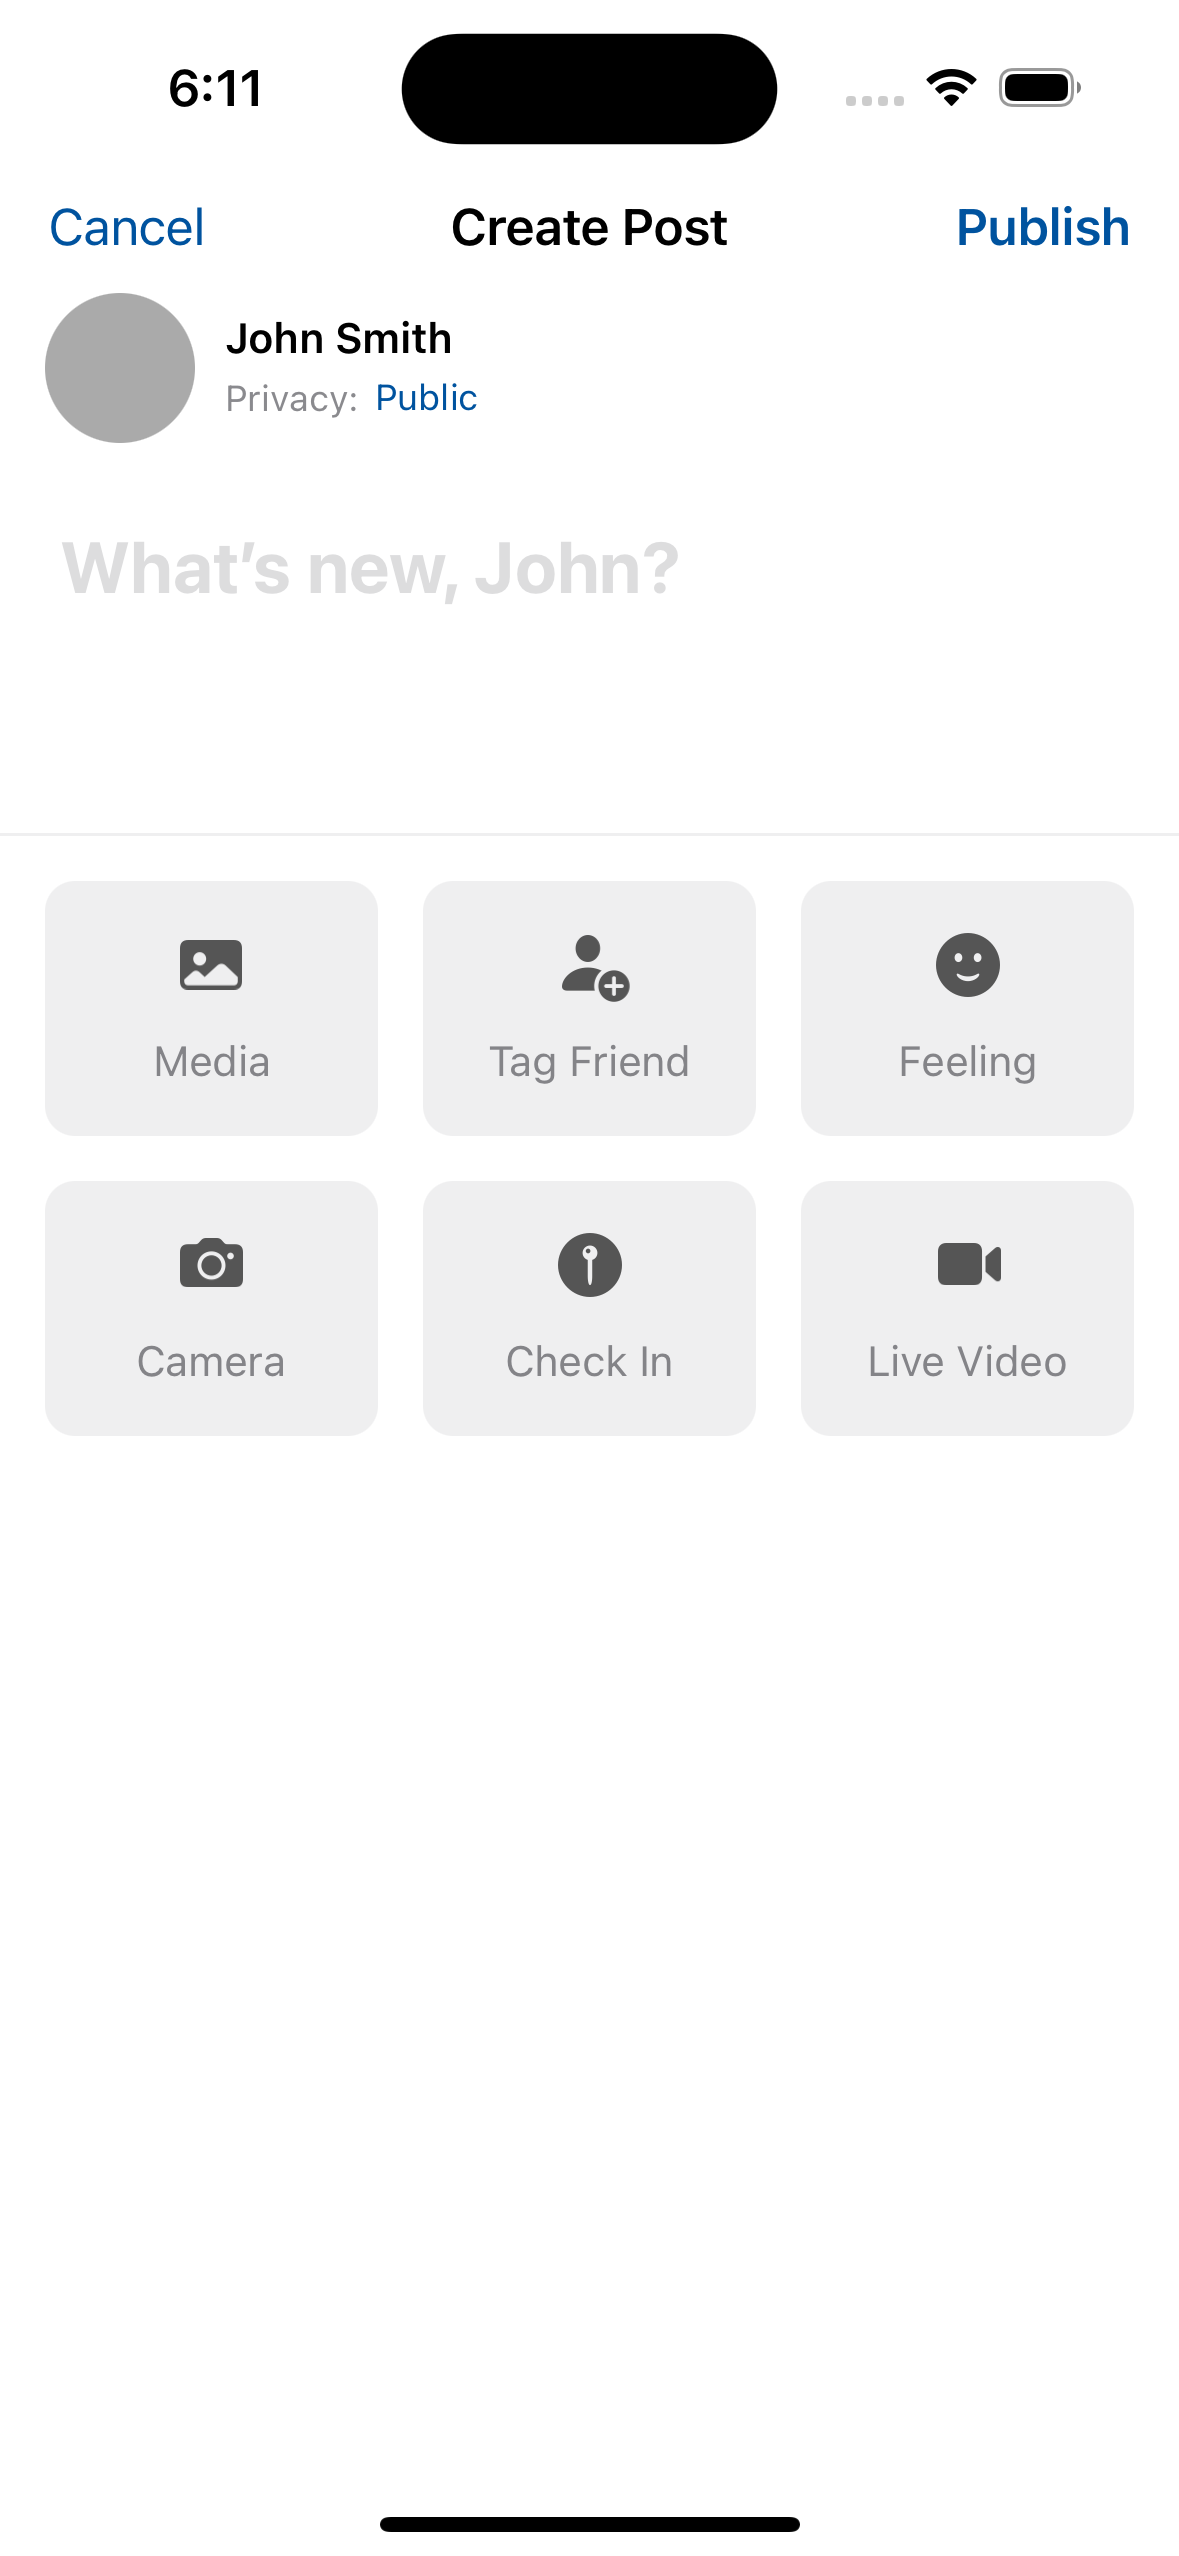 6:11
Cancel Create Post Publish
John Smith
Privacy: Public
What’s new, John?
Media Tag Friend Feeling
Camera Check In Live Video